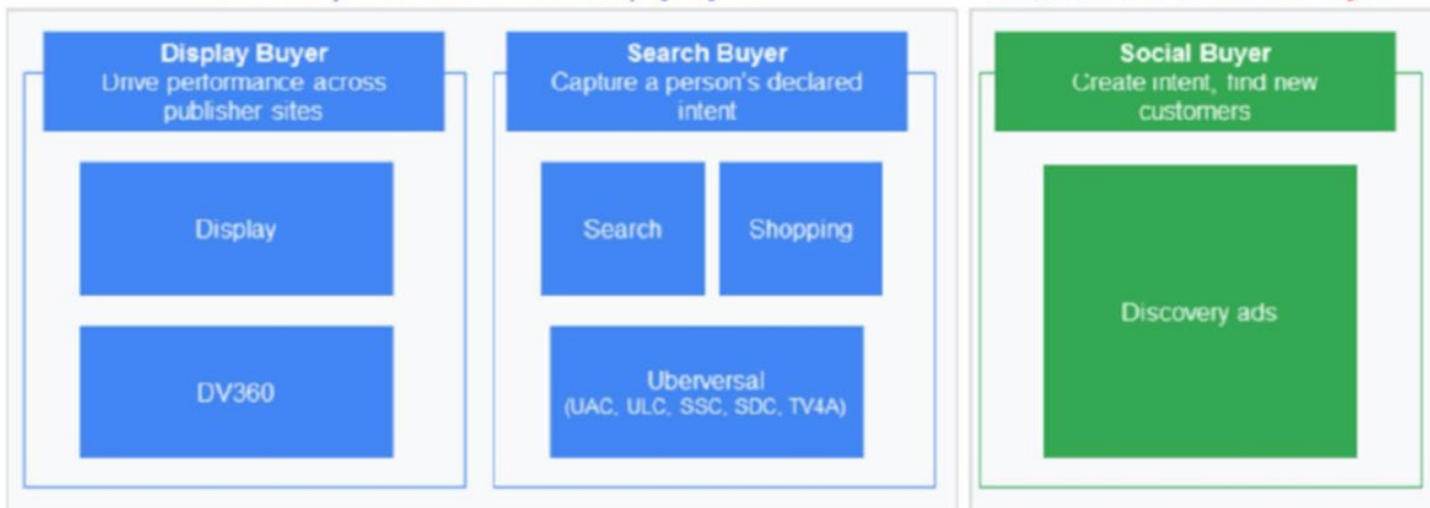 Display Buyer
Drive performance across
publisher sites
Display
DV360
Search Buyer
Capture a person's declared
intent
Search
Shopping
Uberversal
(UAC, ULC, SSC, SDC, TV4A)
Social Buyer
Create intent, find new
customers
Discovery ads